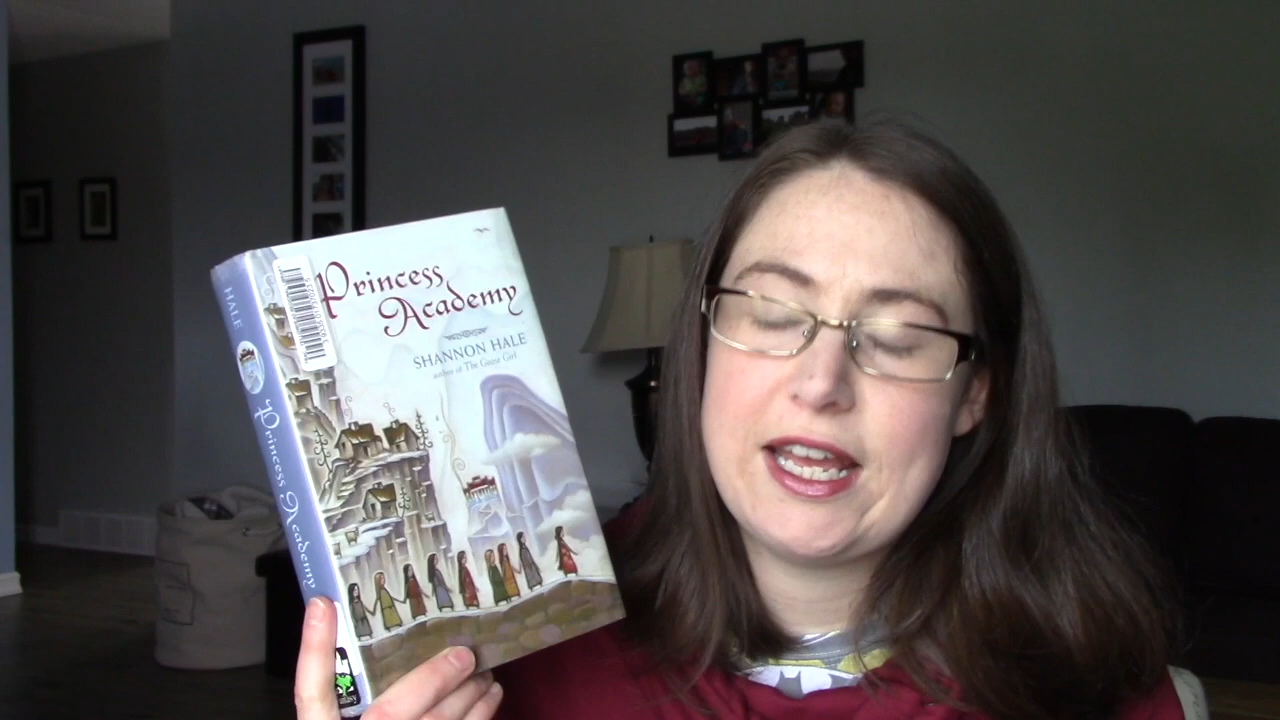 Princess
Academy
SHANNON HALE
author of The Goose Girl
HALE
Princess Academy